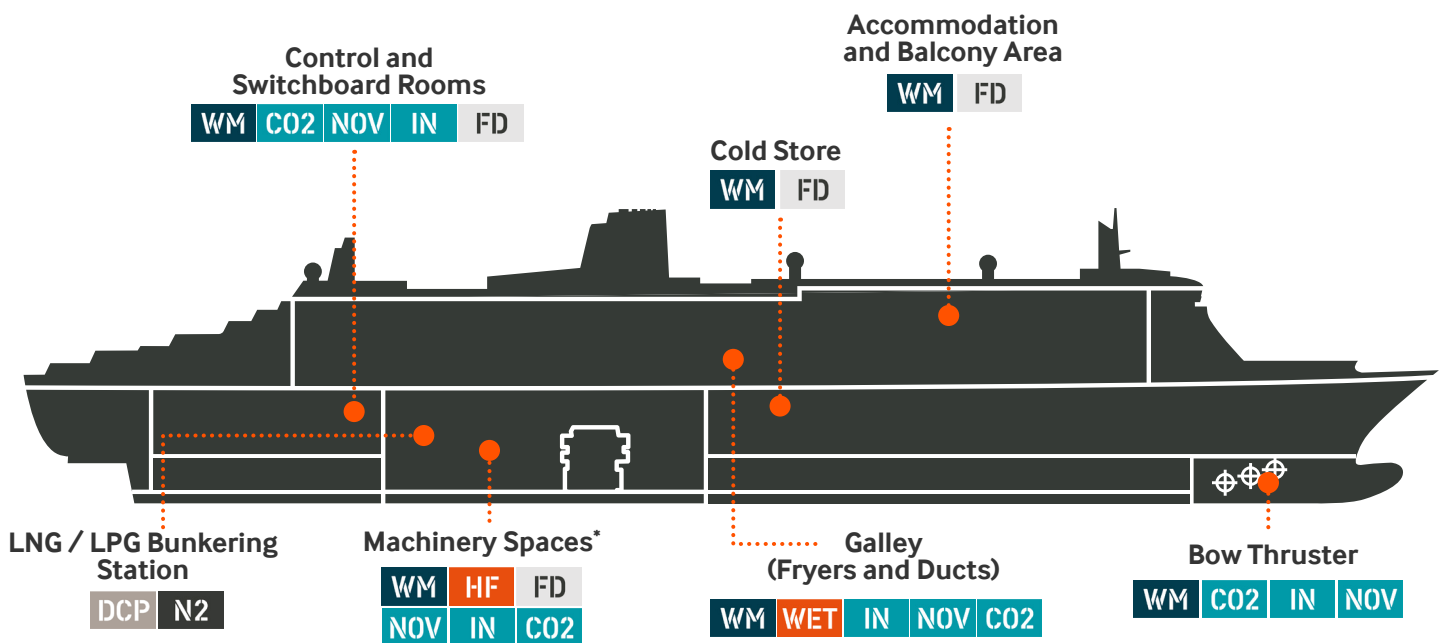 Accommodation
and Balcony Area
WM FD
Control and
Switchboard Rooms
WM CO2 NOV IN FD
Cold Store
WM FD
LNG / LPG Bunkering
Station
DCP N2
Machinery Spaces*
WM HF FD
NOV IN CO2
Galley
(Fryers and Ducts)
WM WET IN NOV CO2
Bow Thruster
WM CO2 IN NOV